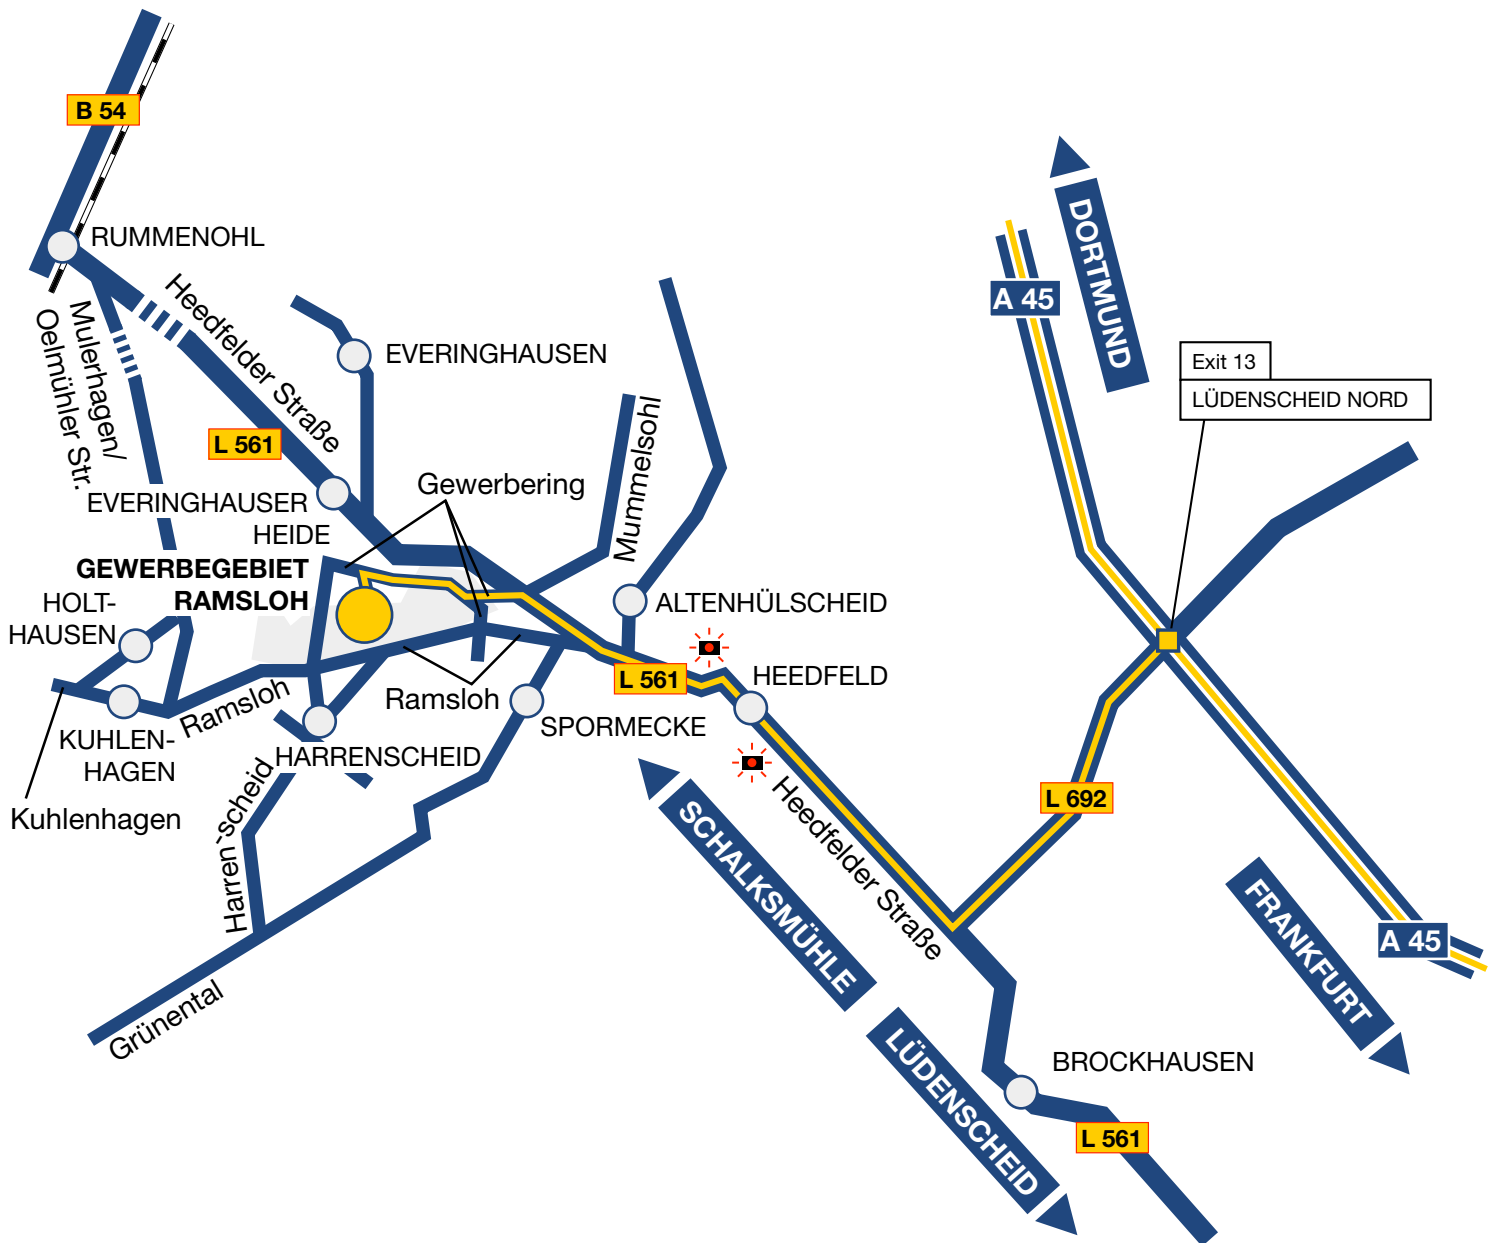 B 54
RUMMENOHL
Heedfelder Straße
Mulerhagen/
Oelmühler Str.
EVERINGHAUSEN
L 561
EVERINGHAUSER
HEIDE
Gewerbering
Mummelsohl
GEWERBEGEBIET
RAMSLOH
HOLT-
HAUSEN
ALTENHÜLSCHEID
HEEDFELD
L 561
Ramsloh
Ramsloh
SPORMECKE
KUHLEN-
HAGEN
HARRENSCHEID
Kuhlenhagen
Harren-scheid
Grünental
Heedfelder Straße
SCHALKSMÜHLE
LÜDENSCHEID
DORTMUND
A 45
Exit 13
LÜDENSCHEID NORD
L 692
FRANKFURT
A 45
BROCKHAUSEN
L 561